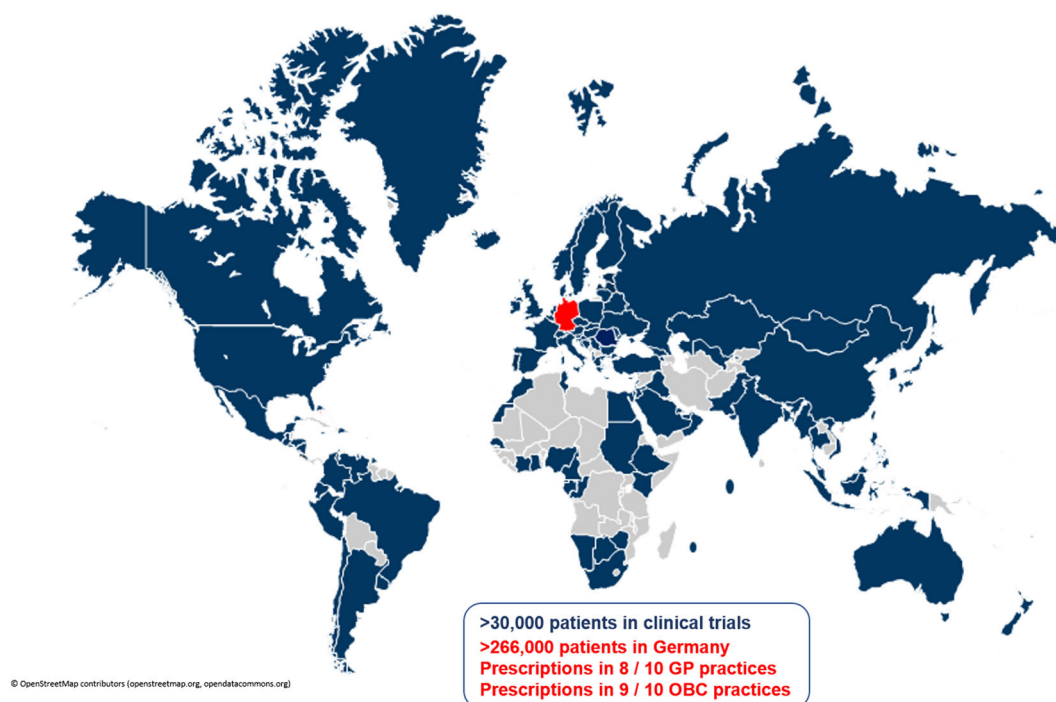 >30,000 patients in clinical trials
>266,000 patients in Germany
Prescriptions in 8 / 10 GP practices
Prescriptions in 9 / 10 OBC practices
© OpenStreetMap contributors (openstreetmap.org, opendatacommons.org)